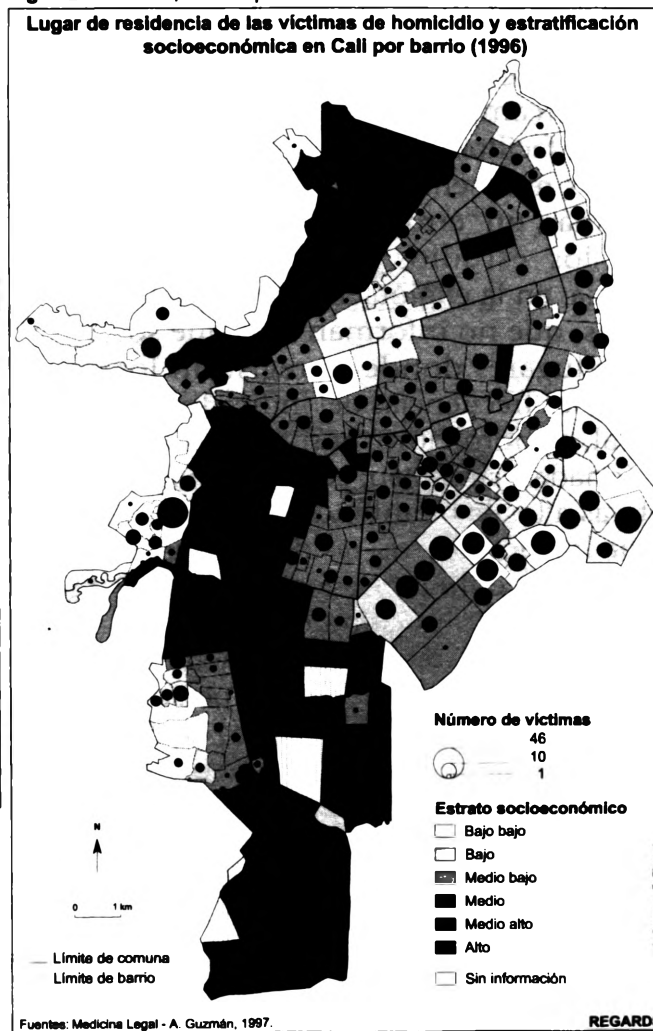 Lugar de residencia de las víctimas de homicidio y estratificación
socioeconómica en Cali por barrio (1996)
Número de víctimas
46
10
1
Estrato socioeconómico
Bajo bajo
Bajo
Medio bajo
Medio
Medio alto
Alto
Sin información
N
0 1 km
Límite de comuna
Límite de barrio
Fuentes: Medicina Legal - A. Guzmán, 1997.
REGARD